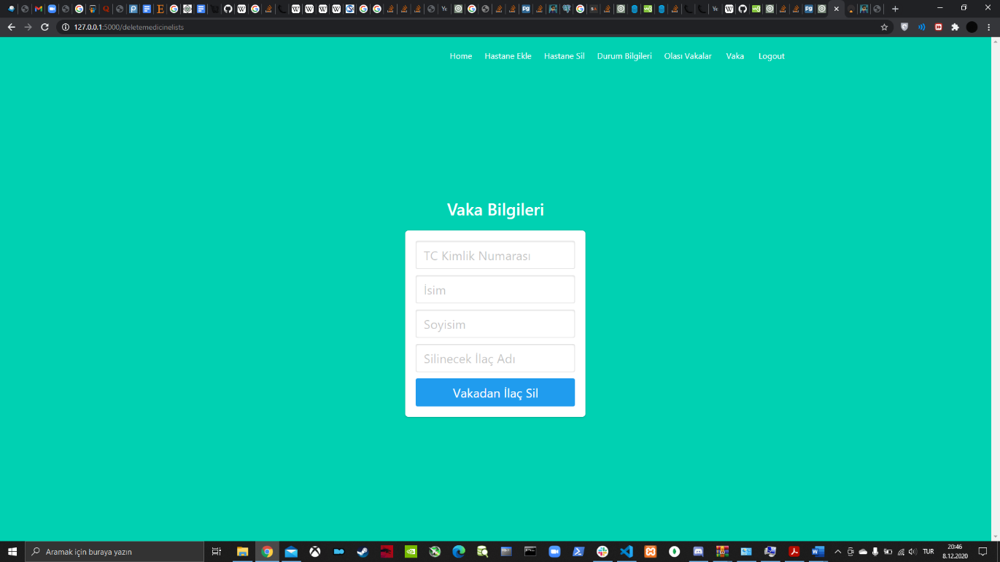 127.0.0.1:5000/deletemedicinelists
Home Hastane Ekle Hastane Sil Durum Bilgileri Olası Vakalar Vaka Logout
Vaka Bilgileri
TC Kimlik Numarası
İsim
Soyisim
Silinecek İlaç Adı
Vakadan İlaç Sil
Aramak için buraya yazın
TUR
20:46
8.12.2020